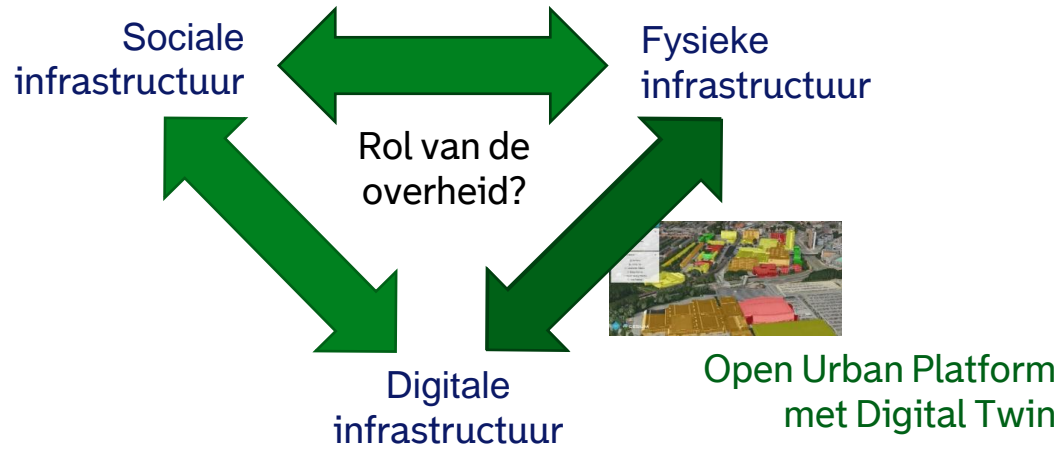 Sociale
infrastructuur
Fysieke
infrastructuur
Rol van de
overheid?
Digitale
infrastructuur
Open Urban Platform
met Digital Twin